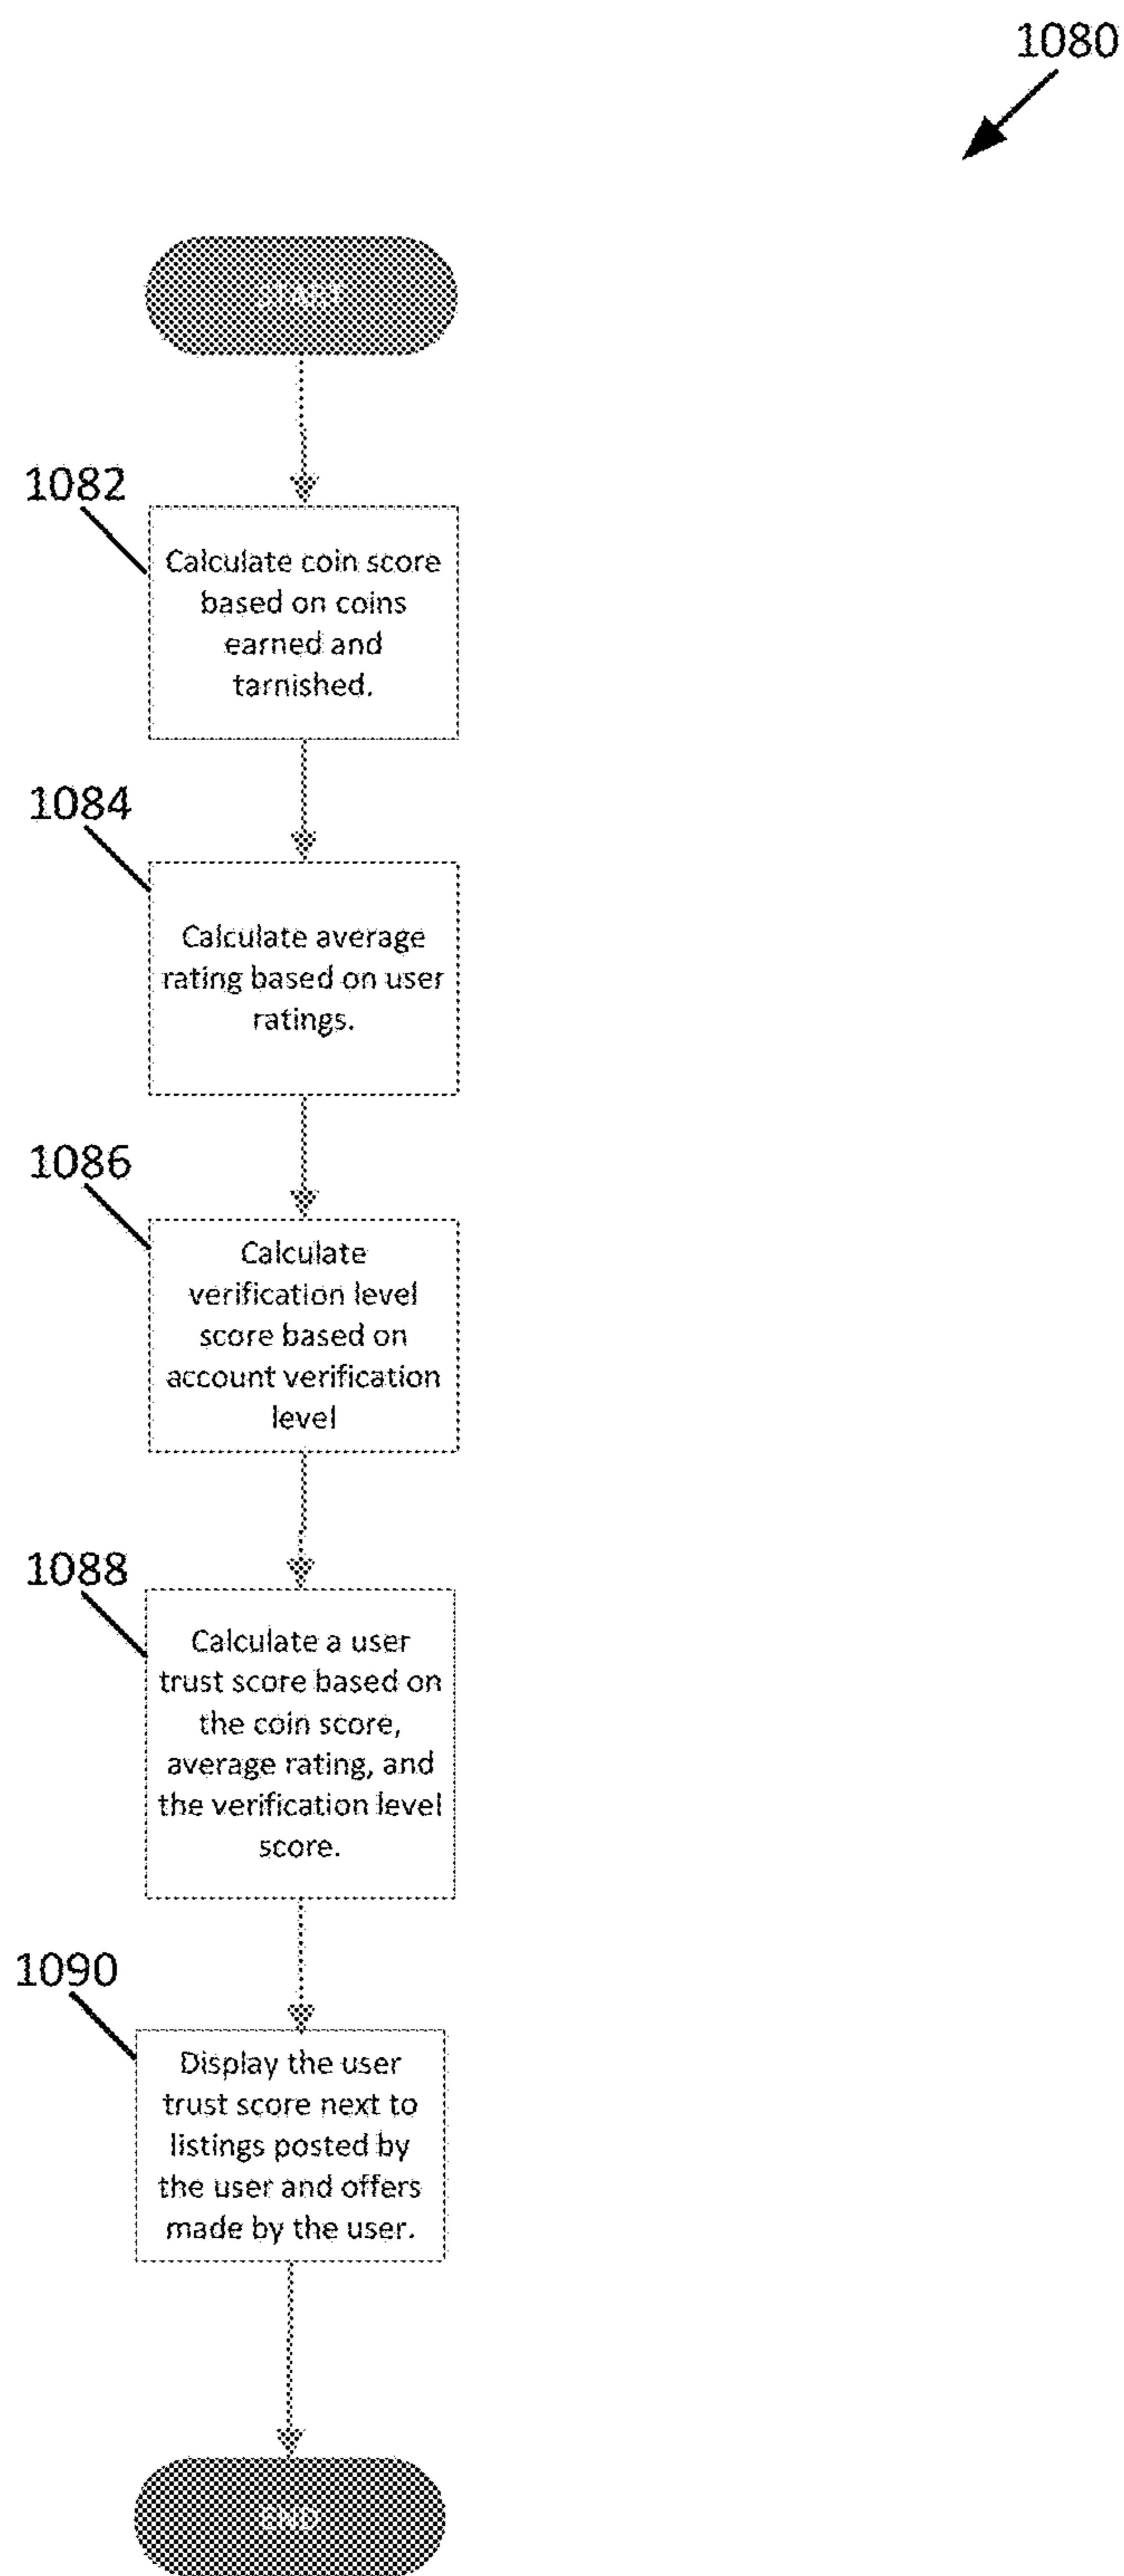 1080
START
1082
Calculate coin score
based on coins
earned and
tarnished.
1084
Calculate average
rating based on user
ratings.
1086
Calculate
verification level
score based on
account verification
level
1088
Calculate a user
trust score based on
the coin score,
average rating, and
the verification level
score.
1090
Display the user
trust score next to
listings posted by
the user and offers
made by the user.
END